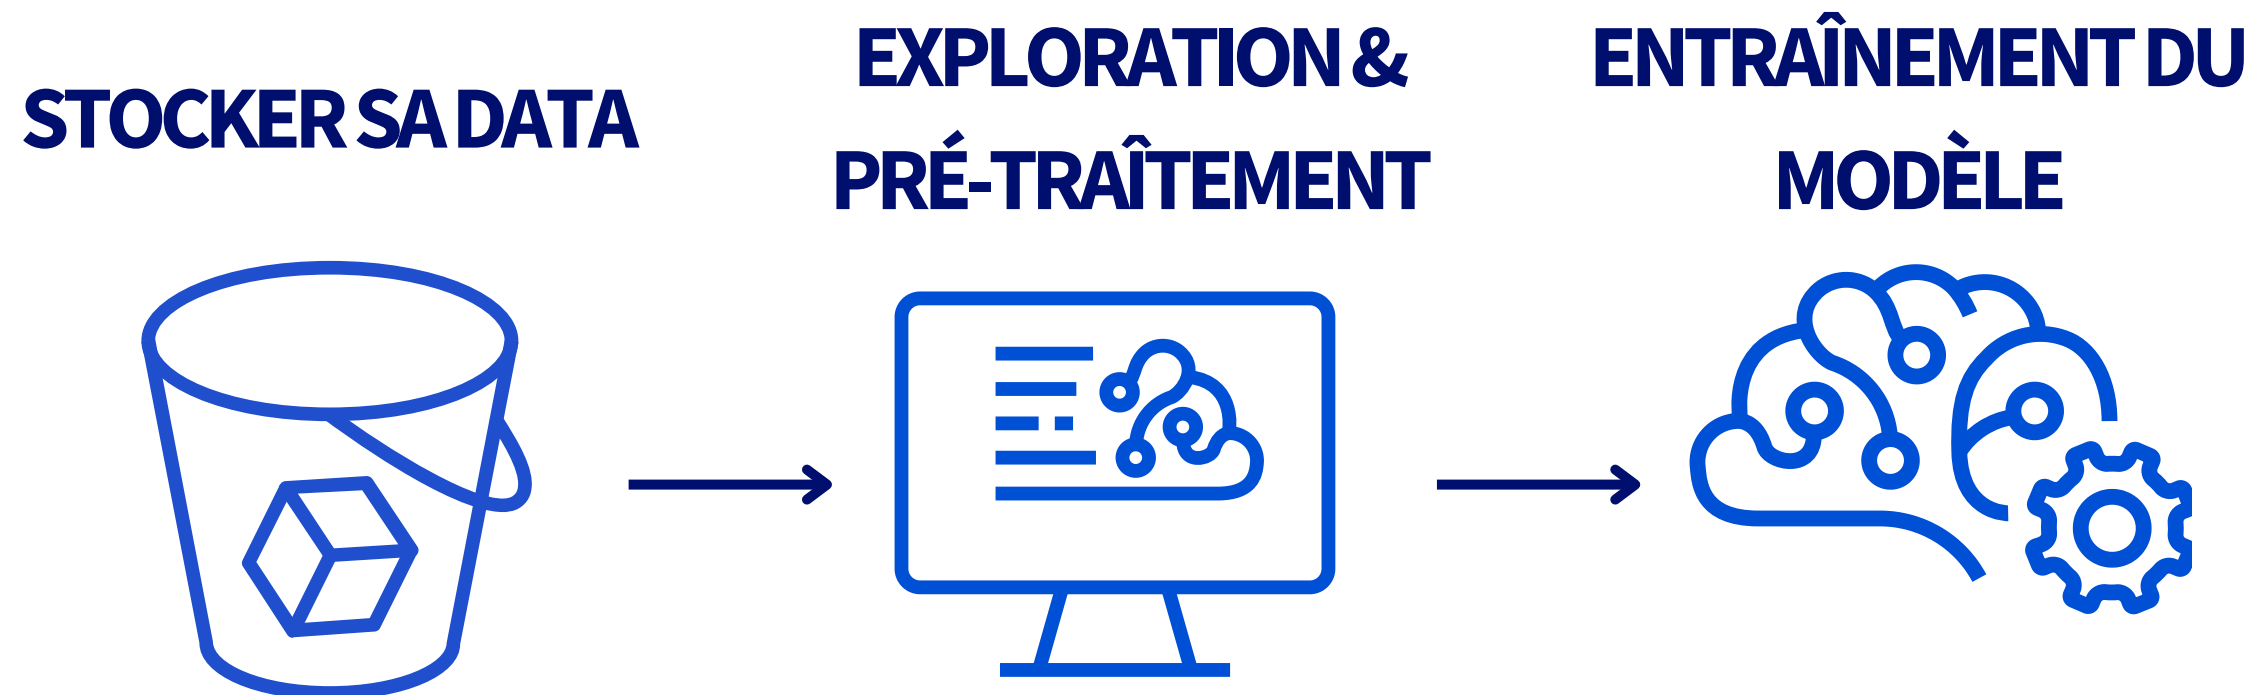 STOCKER SA DATA
EXPLORATION &
PRÉ-TRAÎTEMENT
ENTRAÎNEMENT DU
MODÈLE